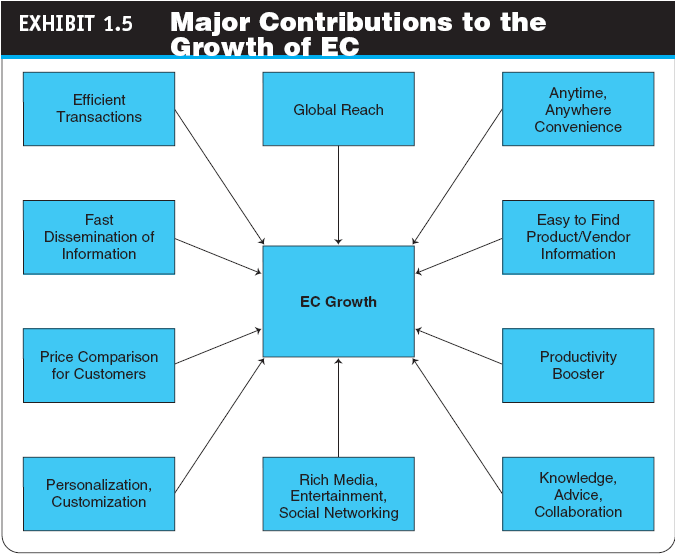 EXHIBIT 1.5
Major Contributions to the
Growth of EC
Efficient
Transactions
Global Reach
Anytime,
Anywhere
Convenience
Fast
Dissemination of
Information
Easy to Find
Product/Vendor
Information
EC Growth
Price Comparison
for Customers
Productivity
Booster
Personalization,
Customization
Rich Media,
Entertainment,
Social Networking
Knowledge,
Advice,
Collaboration